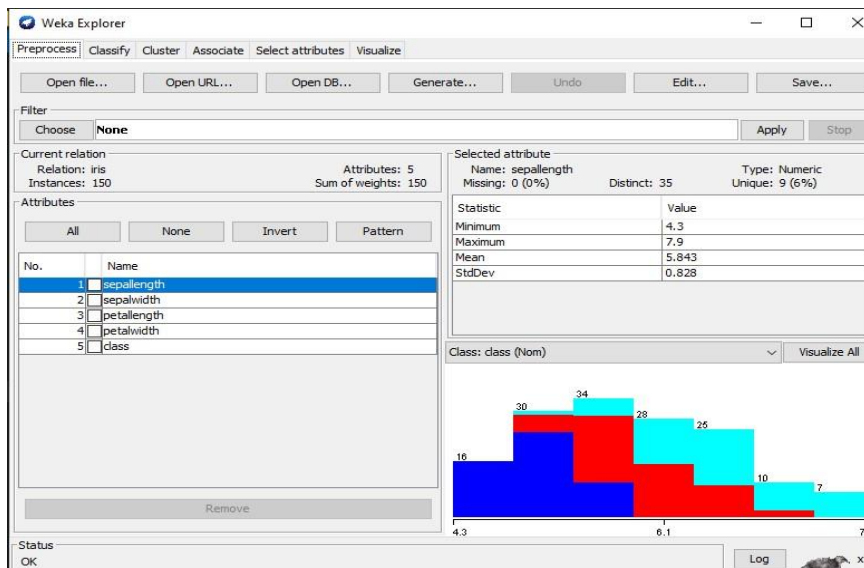 Weka Explorer
Preprocess Classify Cluster Associate Select attributes Visualize
Open file... Open URL... Open DB... Generate... Undo Edit... Save...
Filter
Choose None Apply Stop
Current relation
Relation: iris Attributes: 5
Instances: 150 Sum of weights: 150
Selected attribute
Name: sepallength Type: Numeric
Missing: 0 (0%) Distinct: 35 Unique: 9 (6%)
Statistic Value
Minimum 4.3
Maximum 7.9
Mean 5.843
StdDev 0.828
Attributes
All None Invert Pattern
No. Name
1 sepallength
2 sepalwidth
3 petallength
4 petalwidth
5 class
Remove
Class: class (Nom) Visualize All
16 30 34 28 25 10 7
4.3 6.1 7
Status
OK
Log x